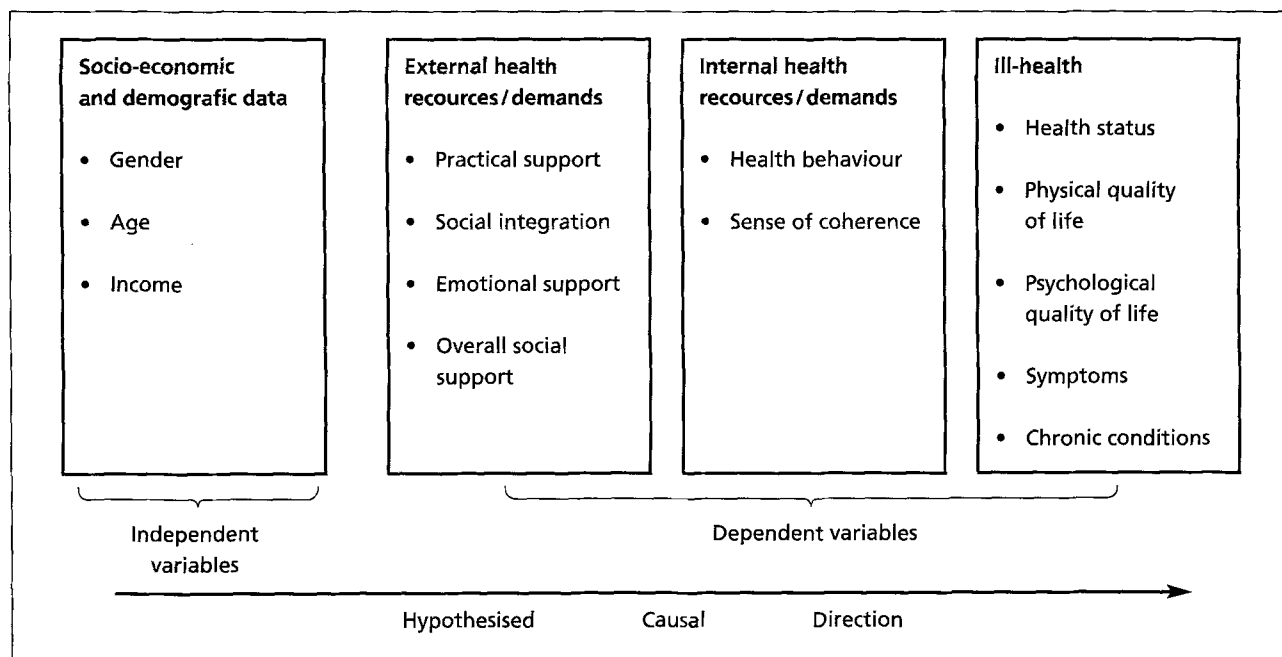 Socio-economic
and demografic data
• Gender
• Age
• Income
External health
recources/demands
• Practical support
• Social integration
• Emotional support
• Overall social
support
Internal health
recources/demands
• Health behaviour
• Sense of coherence
Ill-health
• Health status
• Physical quality
of life
• Psychological
quality of life
• Symptoms
• Chronic conditions
Independent
variables
Dependent variables
Hypothesised Causal Direction